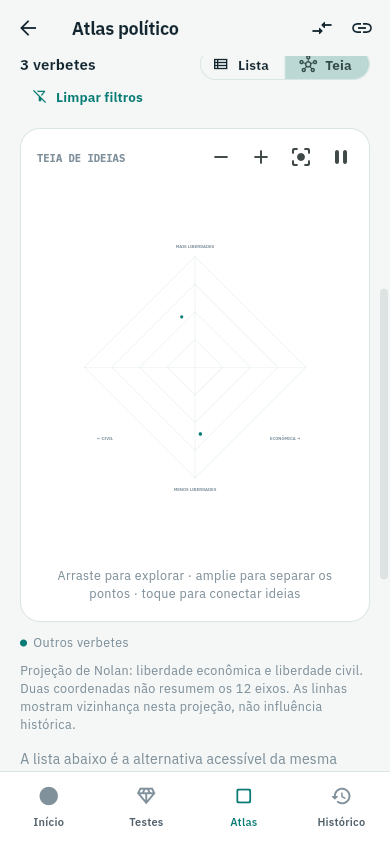 Atlas político
3 verbetes
Lista
Teia
Limpar filtros
TEIA DE IDEIAS
MAIS LIBERDADES
← CIVIL
ECONÔMICA →
MENOS LIBERDADES
Arraste para explorar · amplie para separar os
pontos · toque para conectar ideias
Outros verbetes
Projeção de Nolan: liberdade econômica e liberdade civil.
Duas coordenadas não resumem os 12 eixos. As linhas
mostram vizinhança nesta projeção, não influência
histórica.
A lista abaixo é a alternativa acessível da mesma
Início
Testes
Atlas
Histórico